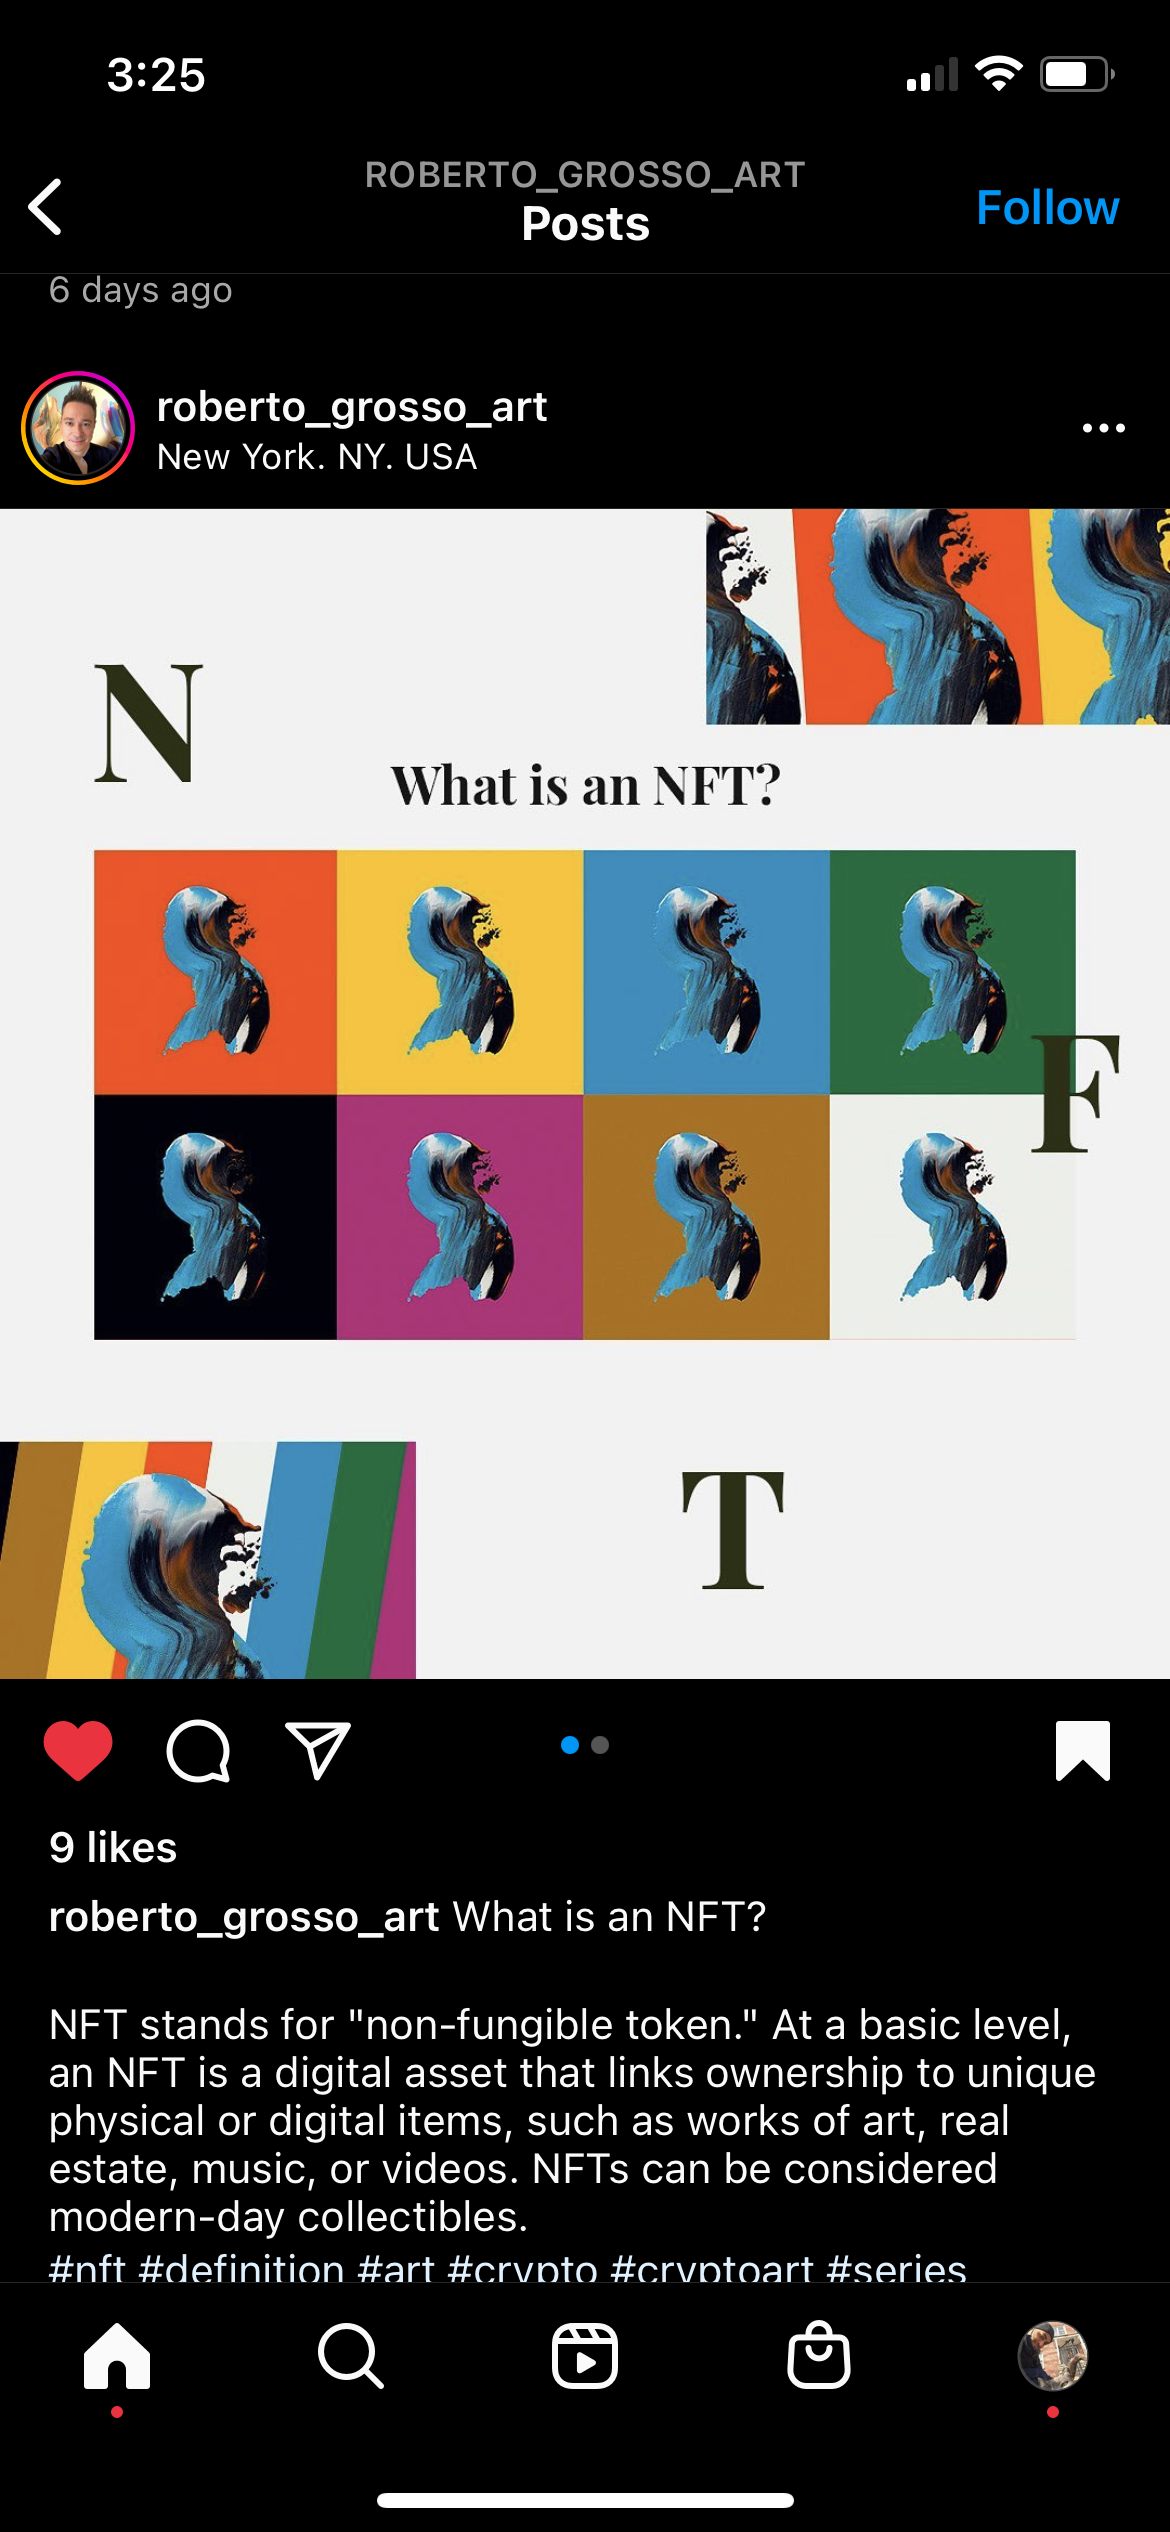 3:25
ROBERTO_GROSSO_ART
Posts
Follow
6 days ago
roberto_grosso_art
New York. NY. USA
N
What is an NFT?
F
T
9 likes
roberto_grosso_art What is an NFT?
NFT stands for "non-fungible token." At a basic level,
an NFT is a digital asset that links ownership to unique
physical or digital items, such as works of art, real
estate, music, or videos. NFTs can be considered
modern-day collectibles.
#nft #definition #art #crypto #cryptoart #series